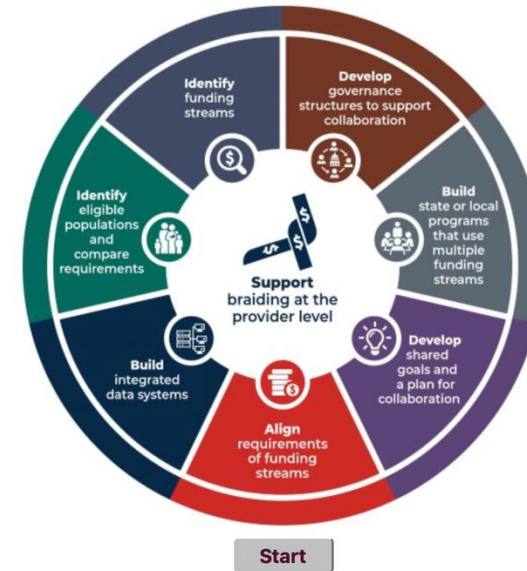 Identify
funding
streams
Develop
governance
structures to support
collaboration
Build
state or local
programs
that use
multiple
funding
streams
Develop
shared
goals and
a plan for
collaboration
Align
requirements
of funding
streams
Build
integrated
data systems
Identify
eligible
populations
and
compare
requirements
Support
braiding at the
provider level
Start